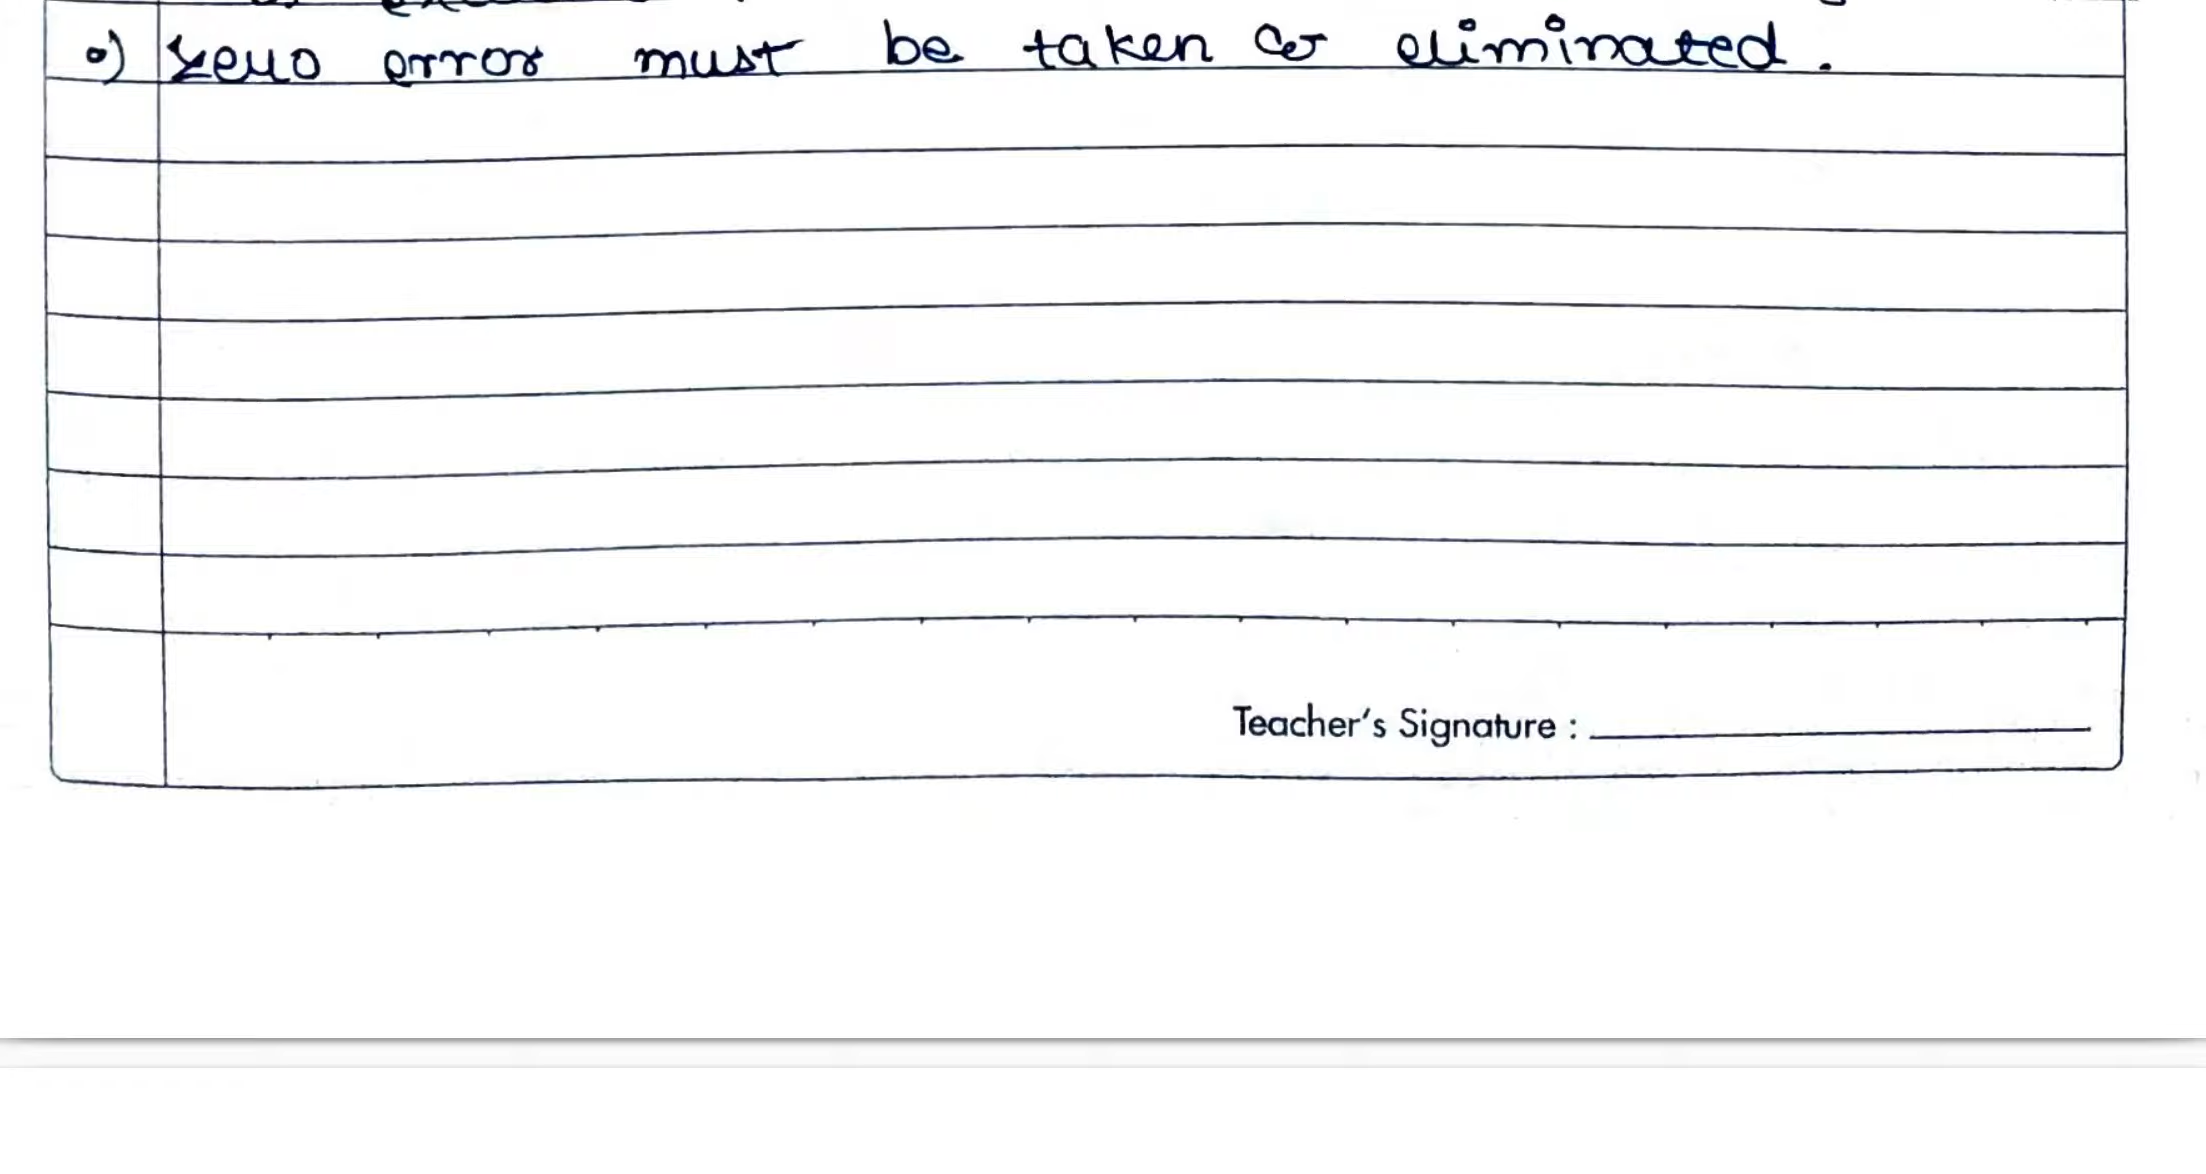 o) zero error must be taken or eliminated.
Teacher's Signature :